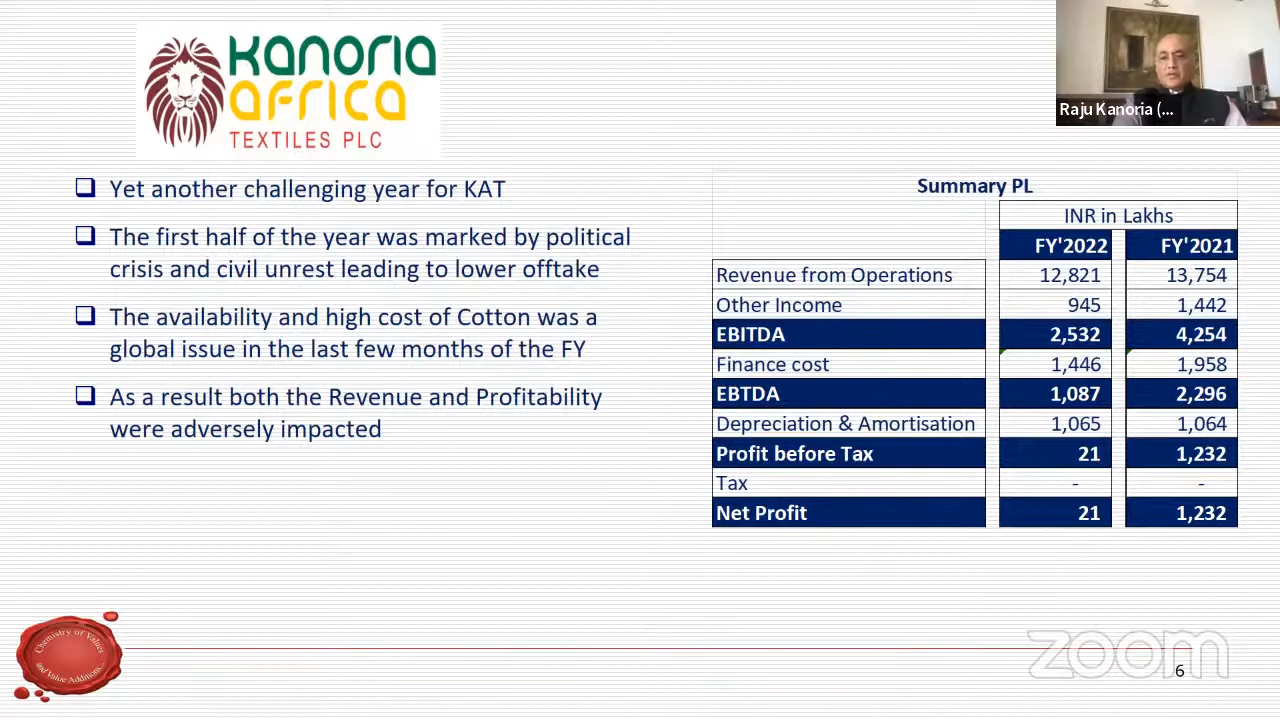 KANORIA
AFRICA
TEXTILES PLC
Raju Kanoria (...
Yet another challenging year for KAT
The first half of the year was marked by political
crisis and civil unrest leading to lower offtake
The availability and high cost of Cotton was a
global issue in the last few months of the FY
As a result both the Revenue and Profitability
were adversely impacted
Summary PL
INR in Lakhs
FY'2022 FY'2021
Revenue from Operations 12,821 13,754
Other Income 945 1,442
EBITDA 2,532 4,254
Finance cost 1,446 1,958
EBTDA 1,087 2,296
Depreciation & Amortisation 1,065 1,064
Profit before Tax 21 1,232
Tax - -
Net Profit 21 1,232
Chemistry of Values
and Value Additions...
zoom
6